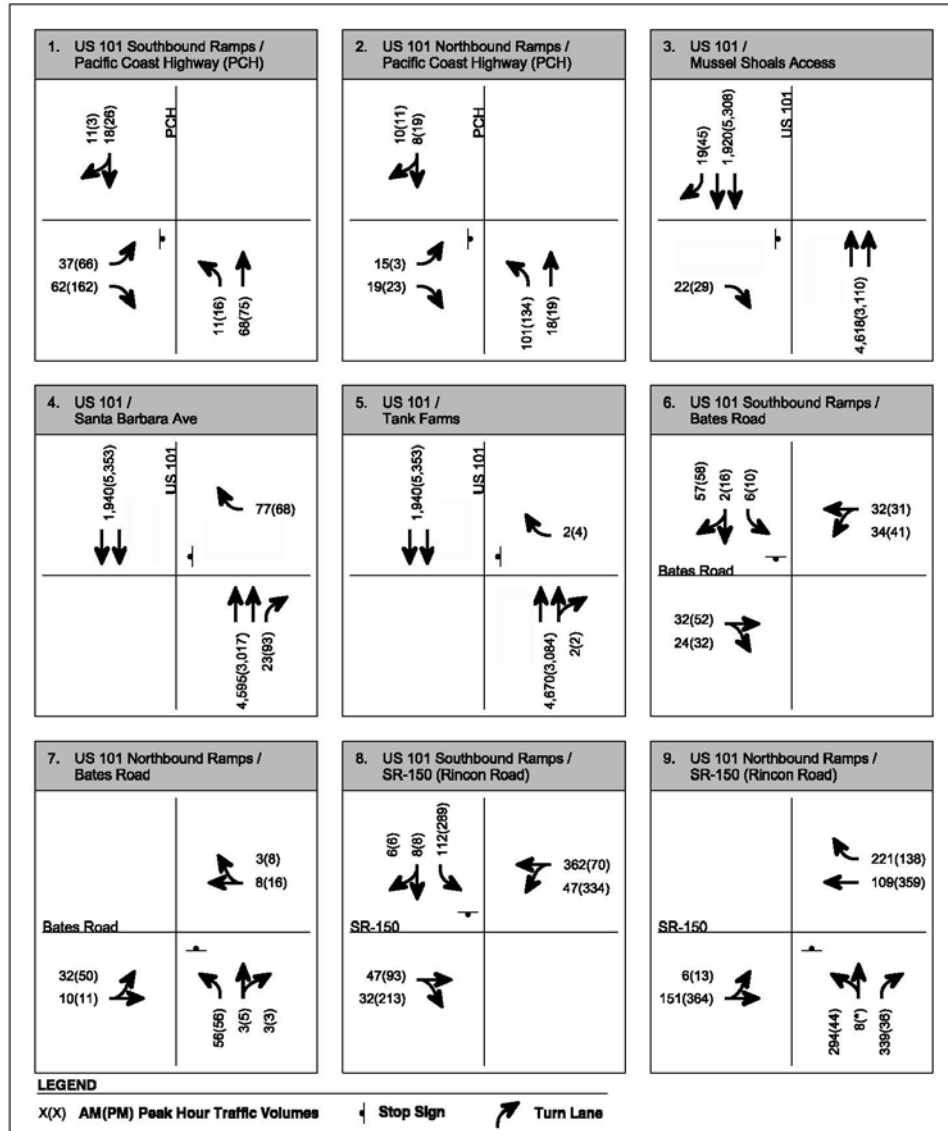 1. US 101 Southbound Ramps /
Pacific Coast Highway (PCH)
11(3)
18(26)
PCH
37(66)
62(162)
11(16)
68(75)
2. US 101 Northbound Ramps /
Pacific Coast Highway (PCH)
10(11)
8(19)
PCH
15(3)
19(23)
101(134)
18(19)
3. US 101 /
Mussel Shoals Access
19(45)
1,920(5,308)
US 101
22(29)
4,618(3,110)
4. US 101 /
Santa Barbara Ave
1,940(5,353)
US 101
77(68)
4,595(3,017)
23(93)
5. US 101 /
Tank Farms
1,940(5,353)
US 101
2(4)
4,670(3,084)
2(2)
6. US 101 Southbound Ramps /
Bates Road
57(58)
2(16)
6(10)
32(31)
34(41)
Bates Road
32(52)
24(32)
7. US 101 Northbound Ramps /
Bates Road
3(8)
8(16)
Bates Road
32(50)
10(11)
56(56)
3(5)
3(3)
8. US 101 Southbound Ramps /
SR-150 (Rincon Road)
6(6)
8(8)
112(289)
362(70)
47(334)
SR-150
47(93)
32(213)
9. US 101 Northbound Ramps /
SR-150 (Rincon Road)
221(138)
109(359)
SR-150
6(13)
151(364)
294(44)
8(*)
339(36)
LEGEND
X(X) AM(PM) Peak Hour Traffic Volumes Stop Sign Turn Lane